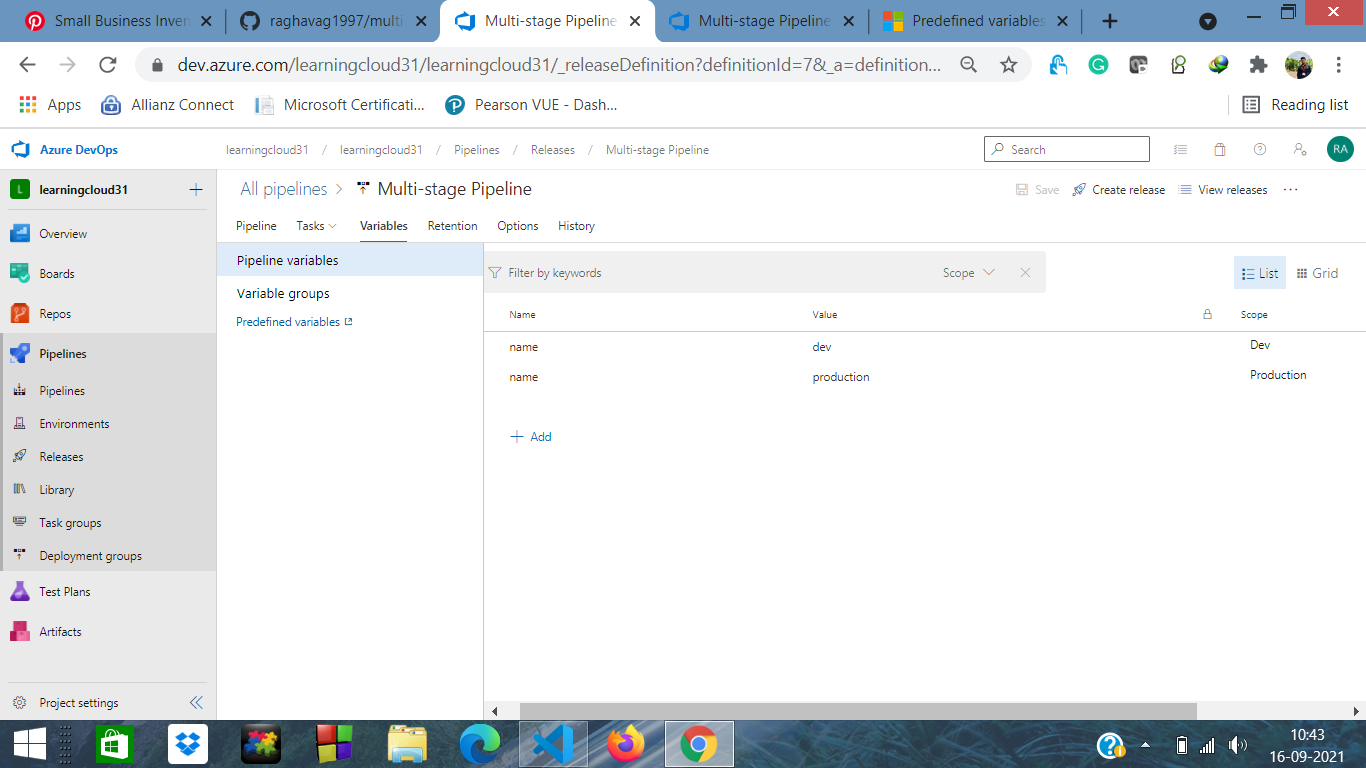 Small Business Inven
raghavag1997/multi
Multi-stage Pipeline
Multi-stage Pipeline
Predefined variables
dev.azure.com/learningcloud31/learningcloud31/_releaseDefinition?definitionId=7&_a=definition...
Apps
Allianz Connect
Microsoft Certificati...
Pearson VUE - Dash...
Reading list
Azure DevOps
learningcloud31 / learningcloud31 / Pipelines / Releases / Multi-stage Pipeline
Search
RA
L learningcloud31
All pipelines > Multi-stage Pipeline
Save
Create release
View releases
...
Pipeline
Tasks
Variables
Retention
Options
History
Overview
Boards
Repos
Pipelines
Pipelines
Environments
Releases
Library
Task groups
Deployment groups
Test Plans
Artifacts
Project settings
Pipeline variables
Variable groups
Predefined variables
Filter by keywords
Scope
List
Grid
Name Value Scope
name dev Dev
name production Production
+ Add
10:43
16-09-2021